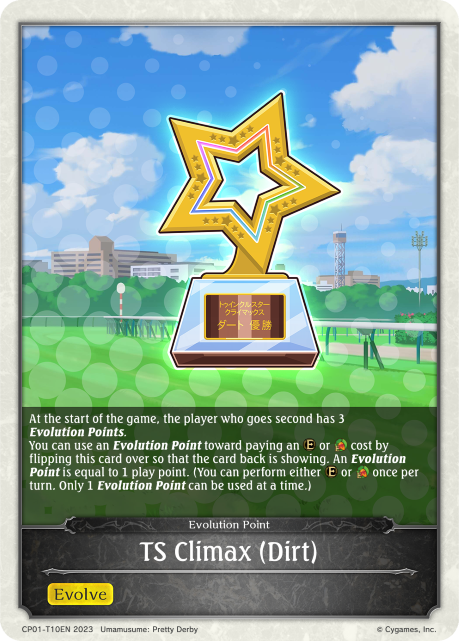 トゥインクルスター
クライマックス
ダート 優勝
At the start of the game, the player who goes second has 3
Evolution Points.
You can use an Evolution Point toward paying an E or cost by
flipping this card over so that the card back is showing. An Evolution
Point is equal to 1 play point. (You can perform either E or once per
turn. Only 1 Evolution Point can be used at a time.)
Evolution Point
TS Climax (Dirt)
Evolve
CP01-T10EN 2023 Umamusume: Pretty Derby © Cygames, Inc.